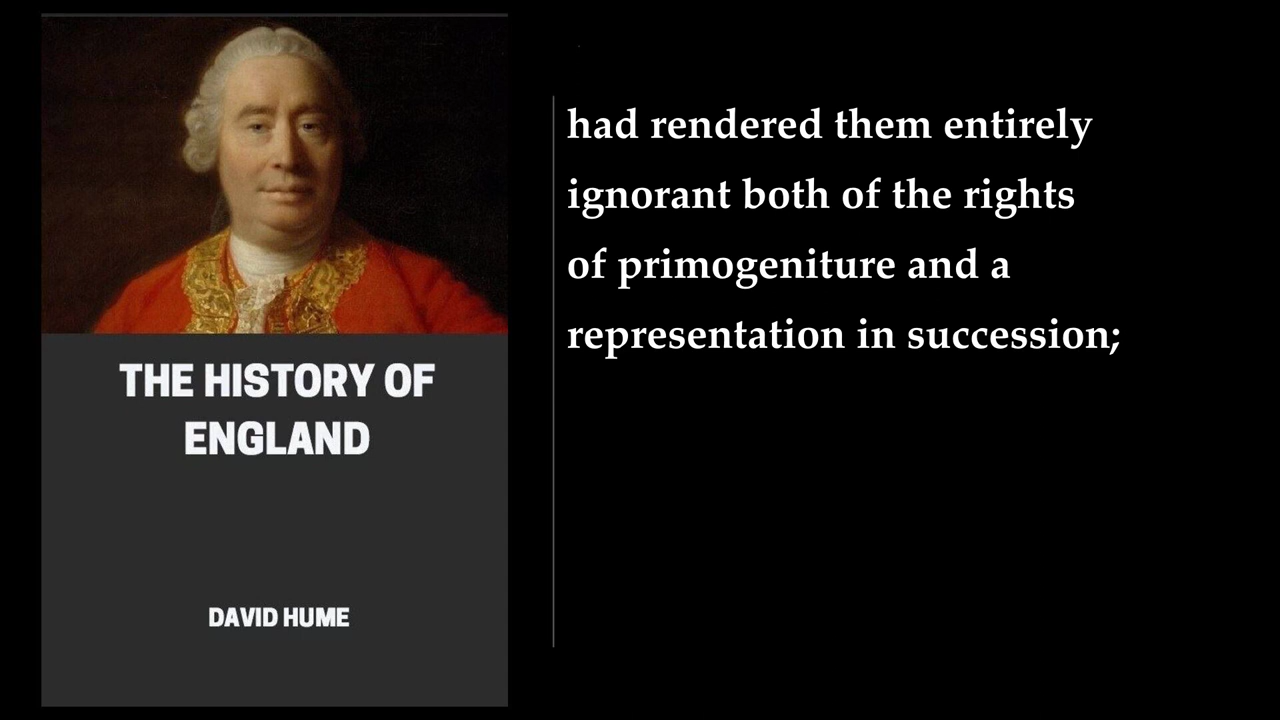 THE HISTORY OF
ENGLAND
DAVID HUME
had rendered them entirely
ignorant both of the rights
of primogeniture and a
representation in succession;